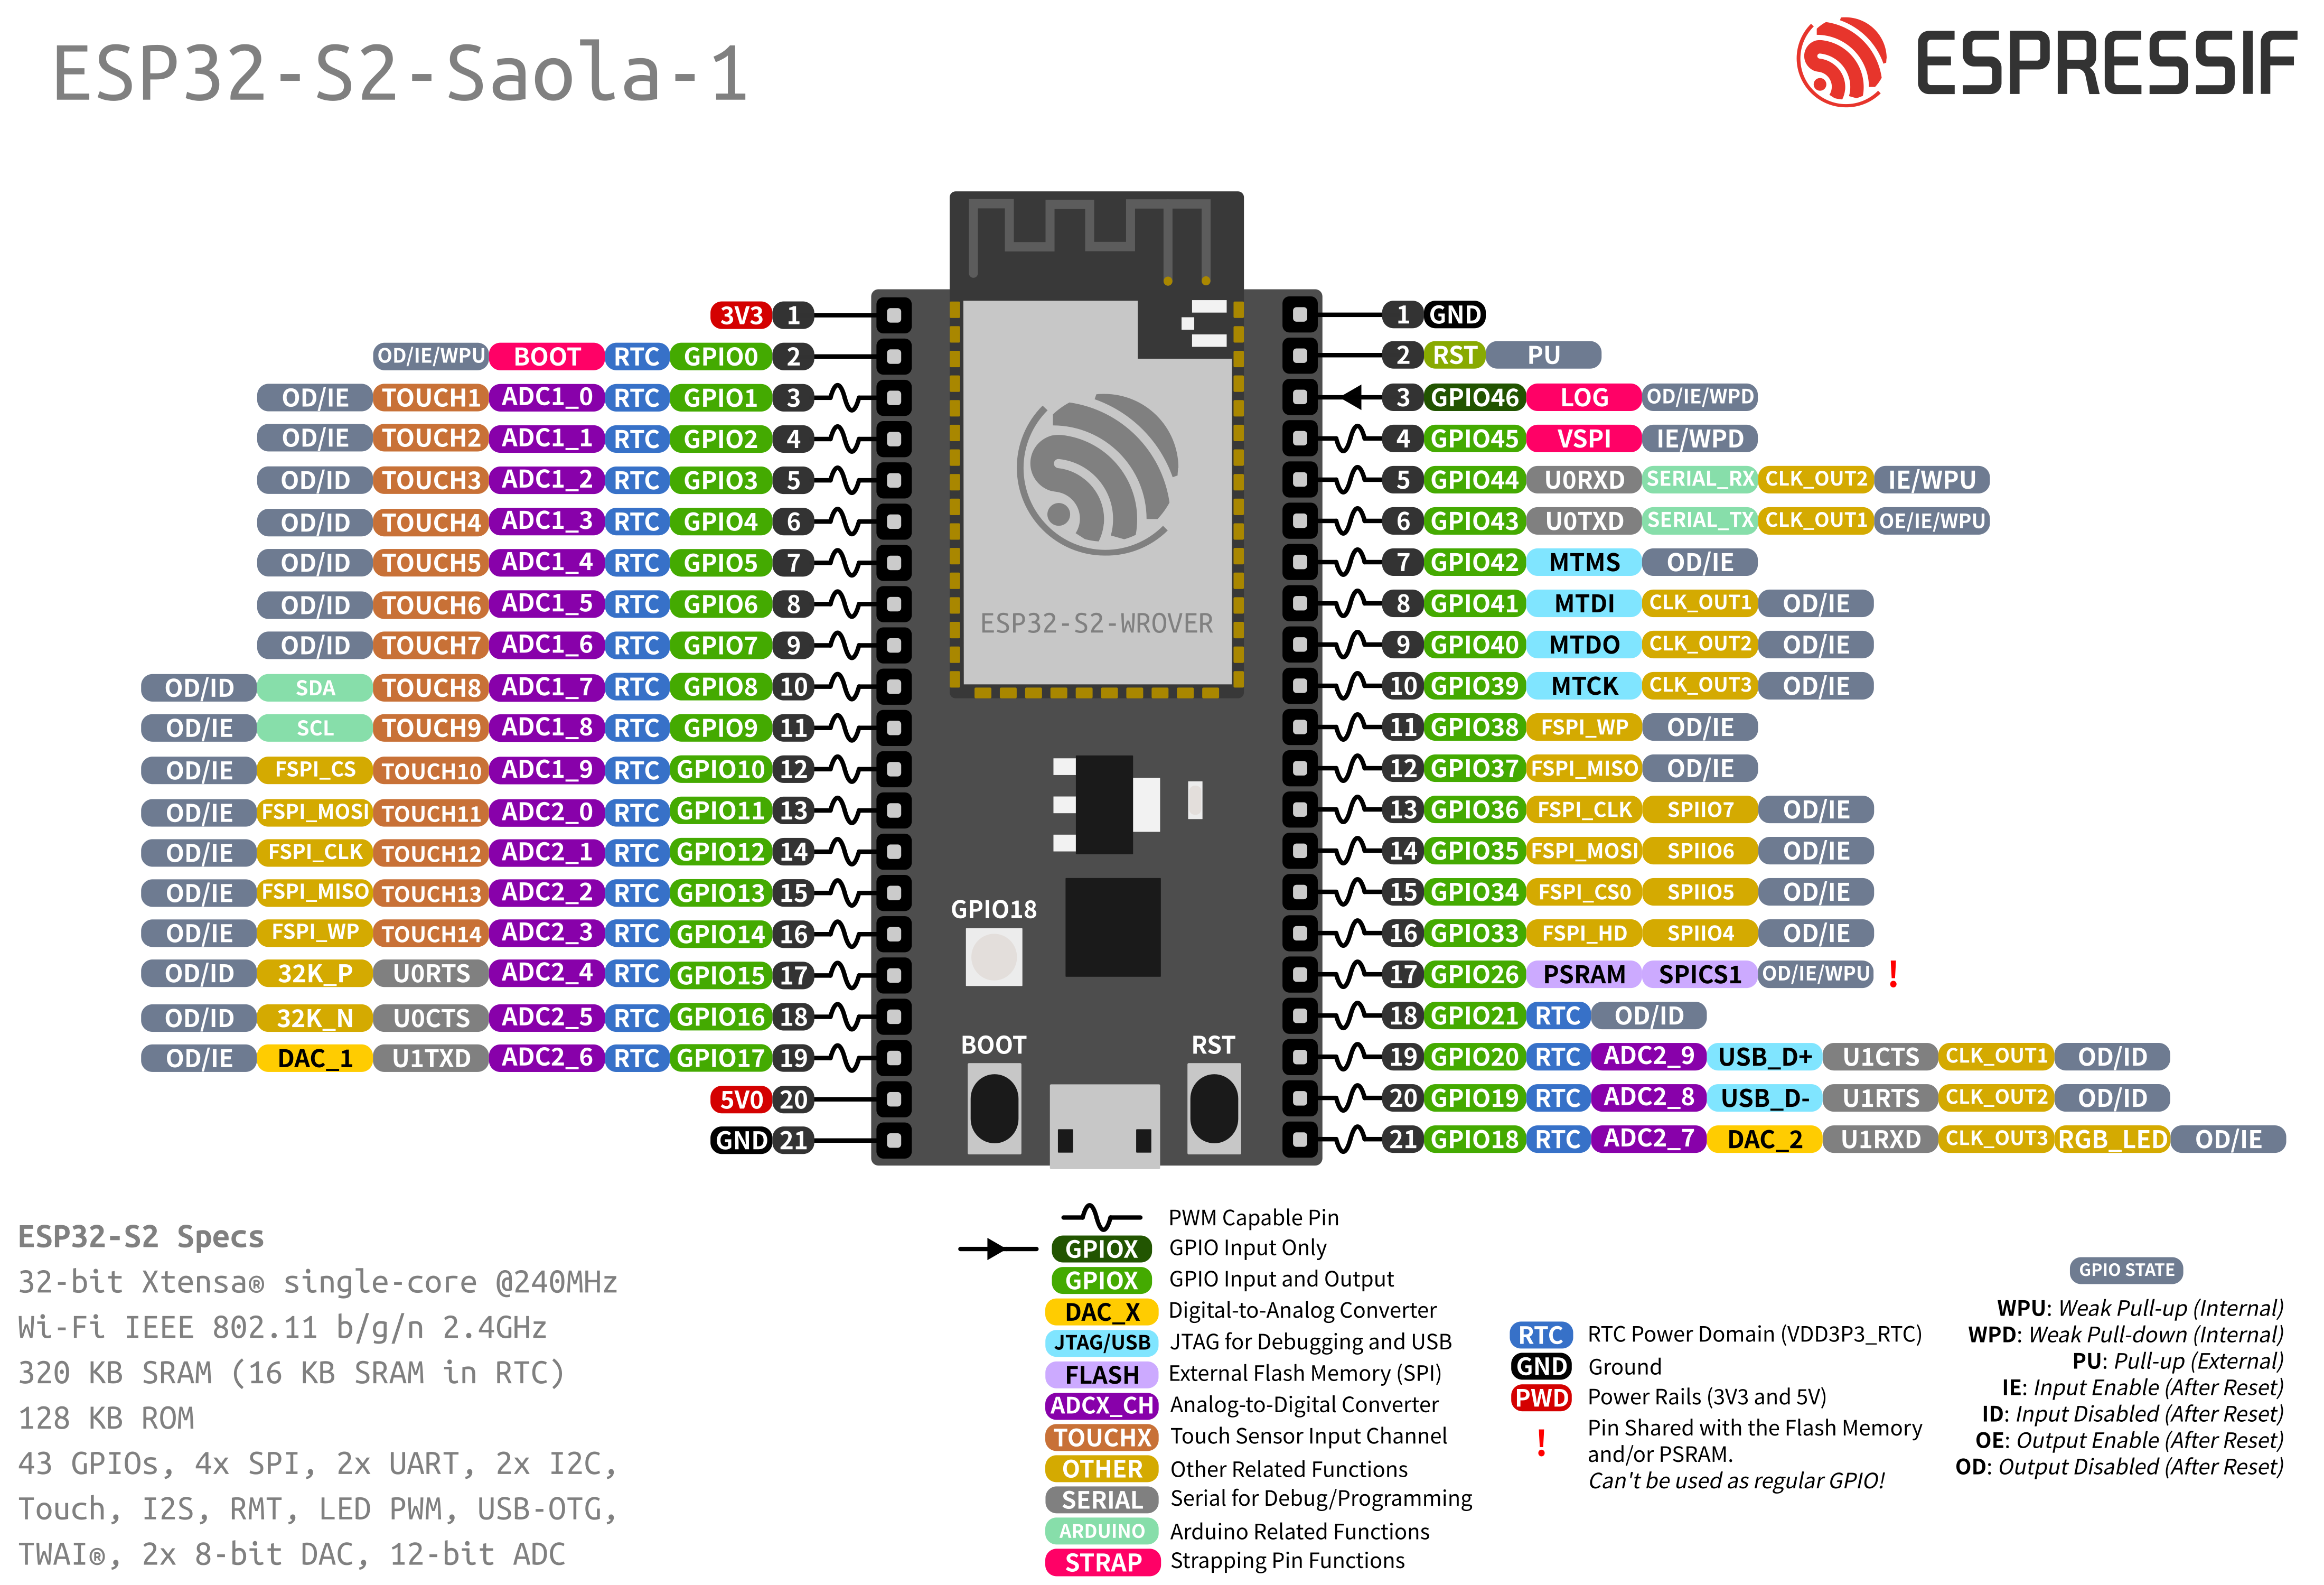 ESP32-S2-Saola-1
ESPRESSIF
3V3 1
OD/IE/WPU BOOT RTC GPIO0 2
OD/IE TOUCH1 ADC1_0 RTC GPIO1 3
OD/IE TOUCH2 ADC1_1 RTC GPIO2 4
OD/ID TOUCH3 ADC1_2 RTC GPIO3 5
OD/ID TOUCH4 ADC1_3 RTC GPIO4 6
OD/ID TOUCH5 ADC1_4 RTC GPIO5 7
OD/ID TOUCH6 ADC1_5 RTC GPIO6 8
OD/ID TOUCH7 ADC1_6 RTC GPIO7 9
OD/ID SDA TOUCH8 ADC1_7 RTC GPIO8 10
OD/IE SCL TOUCH9 ADC1_8 RTC GPIO9 11
OD/IE FSPI_CS TOUCH10 ADC1_9 RTC GPIO10 12
OD/IE FSPI_MOSI TOUCH11 ADC2_0 RTC GPIO11 13
OD/IE FSPI_CLK TOUCH12 ADC2_1 RTC GPIO12 14
OD/IE FSPI_MISO TOUCH13 ADC2_2 RTC GPIO13 15
OD/IE FSPI_WP TOUCH14 ADC2_3 RTC GPIO14 16
OD/ID 32K_P U0RTS ADC2_4 RTC GPIO15 17
OD/ID 32K_N U0CTS ADC2_5 RTC GPIO16 18
OD/IE DAC_1 U1TXD ADC2_6 RTC GPIO17 19
5V0 20
GND 21
ESP32-S2-WROVER
GPIO18
BOOT
RST
1 GND
2 RST PU
3 GPIO46 LOG OD/IE/WPD
4 GPIO45 VSPI IE/WPD
5 GPIO44 U0RXD SERIAL_RX CLK_OUT2 IE/WPU
6 GPIO43 U0TXD SERIAL_TX CLK_OUT1 OE/IE/WPU
7 GPIO42 MTMS OD/IE
8 GPIO41 MTDI CLK_OUT1 OD/IE
9 GPIO40 MTDO CLK_OUT2 OD/IE
10 GPIO39 MTCK CLK_OUT3 OD/IE
11 GPIO38 FSPI_WP OD/IE
12 GPIO37 FSPI_MISO OD/IE
13 GPIO36 FSPI_CLK SPIIO7 OD/IE
14 GPIO35 FSPI_MOSI SPIIO6 OD/IE
15 GPIO34 FSPI_CS0 SPIIO5 OD/IE
16 GPIO33 FSPI_HD SPIIO4 OD/IE
17 GPIO26 PSRAM SPICS1 OD/IE/WPU !
18 GPIO21 RTC OD/ID
19 GPIO20 RTC ADC2_9 USB_D+ U1CTS CLK_OUT1 OD/ID
20 GPIO19 RTC ADC2_8 USB_D- U1RTS CLK_OUT2 OD/ID
21 GPIO18 RTC ADC2_7 DAC_2 U1RXD CLK_OUT3 RGB_LED OD/IE
ESP32-S2 Specs
32-bit Xtensa® single-core @240MHz
Wi-Fi IEEE 802.11 b/g/n 2.4GHz
320 KB SRAM (16 KB SRAM in RTC)
128 KB ROM
43 GPIOs, 4x SPI, 2x UART, 2x I2C,
Touch, I2S, RMT, LED PWM, USB-OTG,
TWAI®, 2x 8-bit DAC, 12-bit ADC
PWM Capable Pin
GPIOX GPIO Input Only
GPIOX GPIO Input and Output
DAC_X Digital-to-Analog Converter
JTAG/USB JTAG for Debugging and USB
FLASH External Flash Memory (SPI)
ADCX_CH Analog-to-Digital Converter
TOUCHX Touch Sensor Input Channel
OTHER Other Related Functions
SERIAL Serial for Debug/Programming
ARDUINO Arduino Related Functions
STRAP Strapping Pin Functions
RTC RTC Power Domain (VDD3P3_RTC)
GND Ground
PWD Power Rails (3V3 and 5V)
! Pin Shared with the Flash Memory
and/or PSRAM.
Can't be used as regular GPIO!
GPIO STATE
WPU: Weak Pull-up (Internal)
WPD: Weak Pull-down (Internal)
PU: Pull-up (External)
IE: Input Enable (After Reset)
ID: Input Disabled (After Reset)
OE: Output Enable (After Reset)
OD: Output Disabled (After Reset)